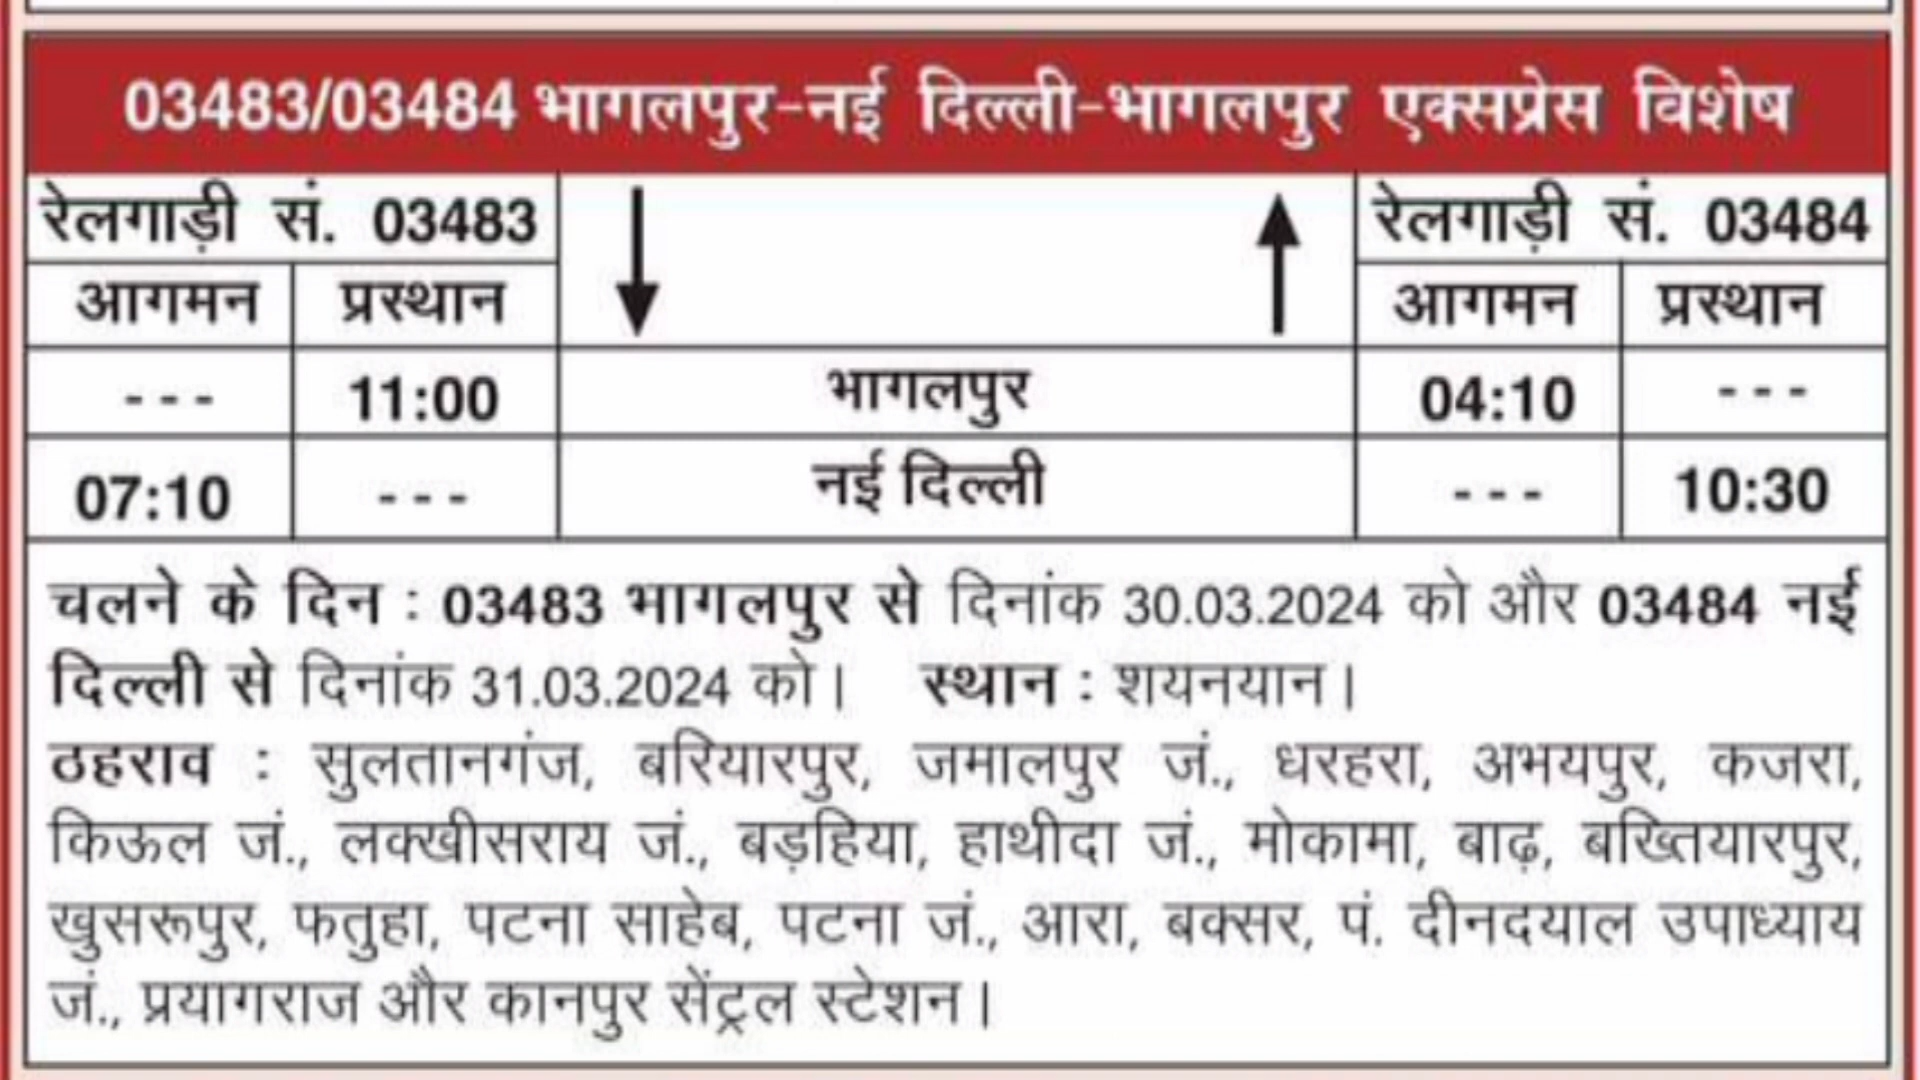 03483/03484 भागलपुर-नई दिल्ली-भागलपुर एक्सप्रेस विशेष
रेलगाड़ी सं. 03483 रेलगाड़ी सं. 03484
आगमन प्रस्थान आगमन प्रस्थान
--- 11:00 भागलपुर 04:10 ---
07:10 --- नई दिल्ली --- 10:30
चलने के दिन : 03483 भागलपुर से दिनांक 30.03.2024 को और 03484 नई
दिल्ली से दिनांक 31.03.2024 को। स्थान : शयनयान।
ठहराव : सुलतानगंज, बरियारपुर, जमालपुर जं., धरहरा, अभयपुर, कजरा,
किऊल जं., लक्खीसराय जं., बड़हिया, हाथीदा जं., मोकामा, बाढ़, बख्तियारपुर,
खुसरूपुर, फतुहा, पटना साहेब, पटना जं., आरा, बक्सर, पं. दीनदयाल उपाध्याय
जं., प्रयागराज और कानपुर सेंट्रल स्टेशन।